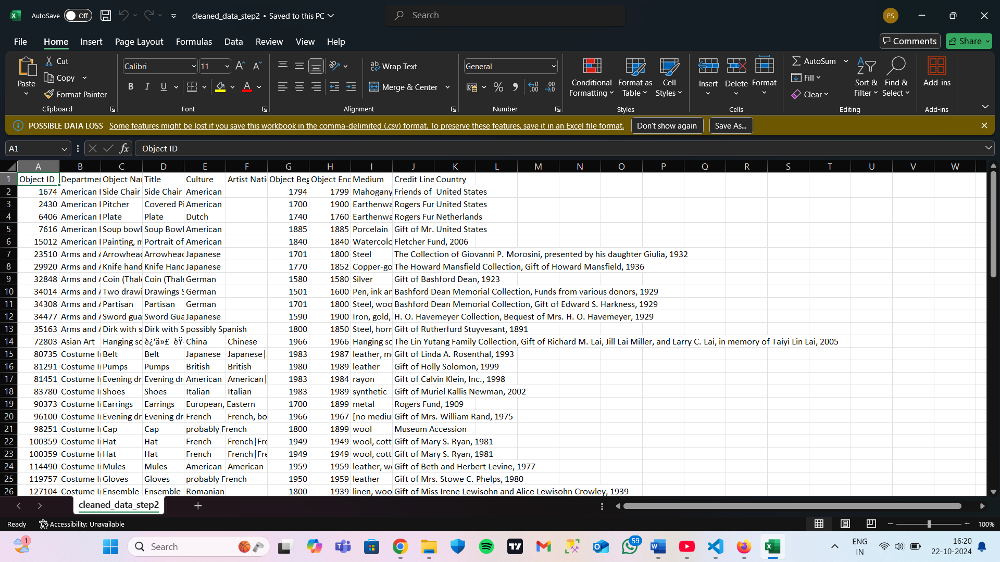 AutoSave Off cleaned_data_step2 • Saved to this PC Search PS
File Home Insert Page Layout Formulas Data Review View Help Comments Share
Paste Cut Copy Format Painter Clipboard
Calibri 11 B I U A Font
Wrap Text Merge & Center Alignment
General % Number
Conditional Formatting Format as Table Cell Styles Styles
Insert Delete Format Cells
AutoSum Fill Clear Sort & Filter Find & Select Editing
Add-ins Add-ins
POSSIBLE DATA LOSS Some features might be lost if you save this workbook in the comma-delimited (.csv) format. To preserve these features, save it in an Excel file format. Don't show again Save As...
A1 fx Object ID
A B C D E F G H I J K L M N O P Q R S T U V W
1 Object ID Departmen Object Nar Title Culture Artist Natic Object Beg Object End Medium Credit Line Country
2 1674 American I Side Chair Side Chair American 1794 1799 Mahogany Friends of United States
3 2430 American I Pitcher Covered Pi American 1700 1900 Earthenwa Rogers Fur United States
4 6406 American I Plate Plate Dutch 1740 1760 Earthenwa Rogers Fur Netherlands
5 7616 American I Soup bowl Soup Bowl American 1885 1885 Porcelain Gift of Mr. United States
6 15012 American I Painting, m Portrait of American 1840 1840 Watercolo Fletcher Fund, 2006
7 23510 Arms and A Arrowhead Arrowhead Japanese 1701 1800 Steel The Collection of Giovanni P. Morosini, presented by his daughter Giulia, 1932
8 29920 Arms and A Knife hand Knife Hand Japanese 1770 1852 Copper-go The Howard Mansfield Collection, Gift of Howard Mansfield, 1936
9 32848 Arms and A Coin (Thale Coin (Thale German 1580 1580 Silver Gift of Bashford Dean, 1923
10 34014 Arms and A Two drawi Drawings S German 1501 1600 Pen, ink an Bashford Dean Memorial Collection, Funds from various donors, 1929
11 34308 Arms and A Partisan Partisan German 1701 1800 Steel, woo Bashford Dean Memorial Collection, Gift of Edward S. Harkness, 1929
12 34477 Arms and A Sword gua Sword Gua Japanese 1590 1900 Iron, gold, H. O. Havemeyer Collection, Bequest of Mrs. H. O. Havemeyer, 1929
13 35163 Arms and A Dirk with s Dirk with S possibly Spanish 1800 1850 Steel, horn Gift of Rutherfurd Stuyvesant, 1891
14 72803 Asian Art Hanging sc China Chinese 1966 1966 Hanging sc The Lin Yutang Family Collection, Gift of Richard M. Lai, Jill Lai Miller, and Larry C. Lai, in memory of Taiyi Lin Lai, 2005
15 80735 Costume I Belt Belt Japanese Japanese| 1983 1987 leather, m Gift of Linda A. Rosenthal, 1993
16 81291 Costume I Pumps Pumps British British 1980 1989 leather Gift of Holly Solomon, 1999
17 81451 Costume I Evening dr Evening dr American American| 1983 1984 rayon Gift of Calvin Klein, Inc., 1998
18 83780 Costume I Shoes Shoes Italian Italian 1983 1989 synthetic Gift of Muriel Kallis Newman, 2002
19 90373 Costume I Earrings Earrings European, Eastern 1700 1899 metal Rogers Fund, 1909
20 96100 Costume I Evening dr Evening dr French French, bo 1966 1967 [no mediu Gift of Mrs. William Rand, 1975
21 98251 Costume I Cap Cap probably French 1800 1899 wool Museum Accession
22 100359 Costume I Hat Hat French French|Fre 1949 1949 wool, cott Gift of Mary S. Ryan, 1981
23 100359 Costume I Hat Hat French French|Fre 1949 1949 wool, cott Gift of Mary S. Ryan, 1981
24 114490 Costume I Mules Mules American American 1959 1959 leather, wo Gift of Beth and Herbert Levine, 1977
25 119757 Costume I Gloves Gloves probably French 1950 1959 leather Gift of Mrs. Stowe C. Phelps, 1980
26 127104 Costume I Ensemble Ensemble Romanian 1800 1939 linen, woo Gift of Miss Irene Lewisohn and Alice Lewisohn Crowley, 1939
cleaned_data_step2
Ready Accessibility: Unavailable 100%
1 Search 59 ENG IN 16:20 22-10-2024